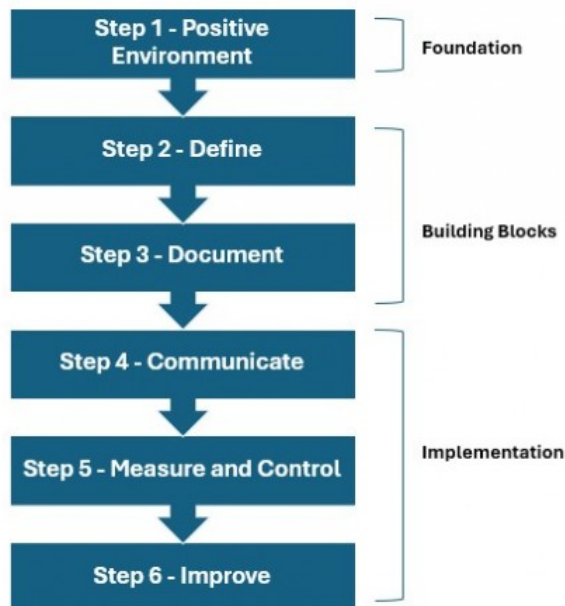 Step 1 - Positive
Environment
Foundation
Step 2 - Define
Building Blocks
Step 3 - Document
Step 4 - Communicate
Step 5 - Measure and Control
Implementation
Step 6 - Improve